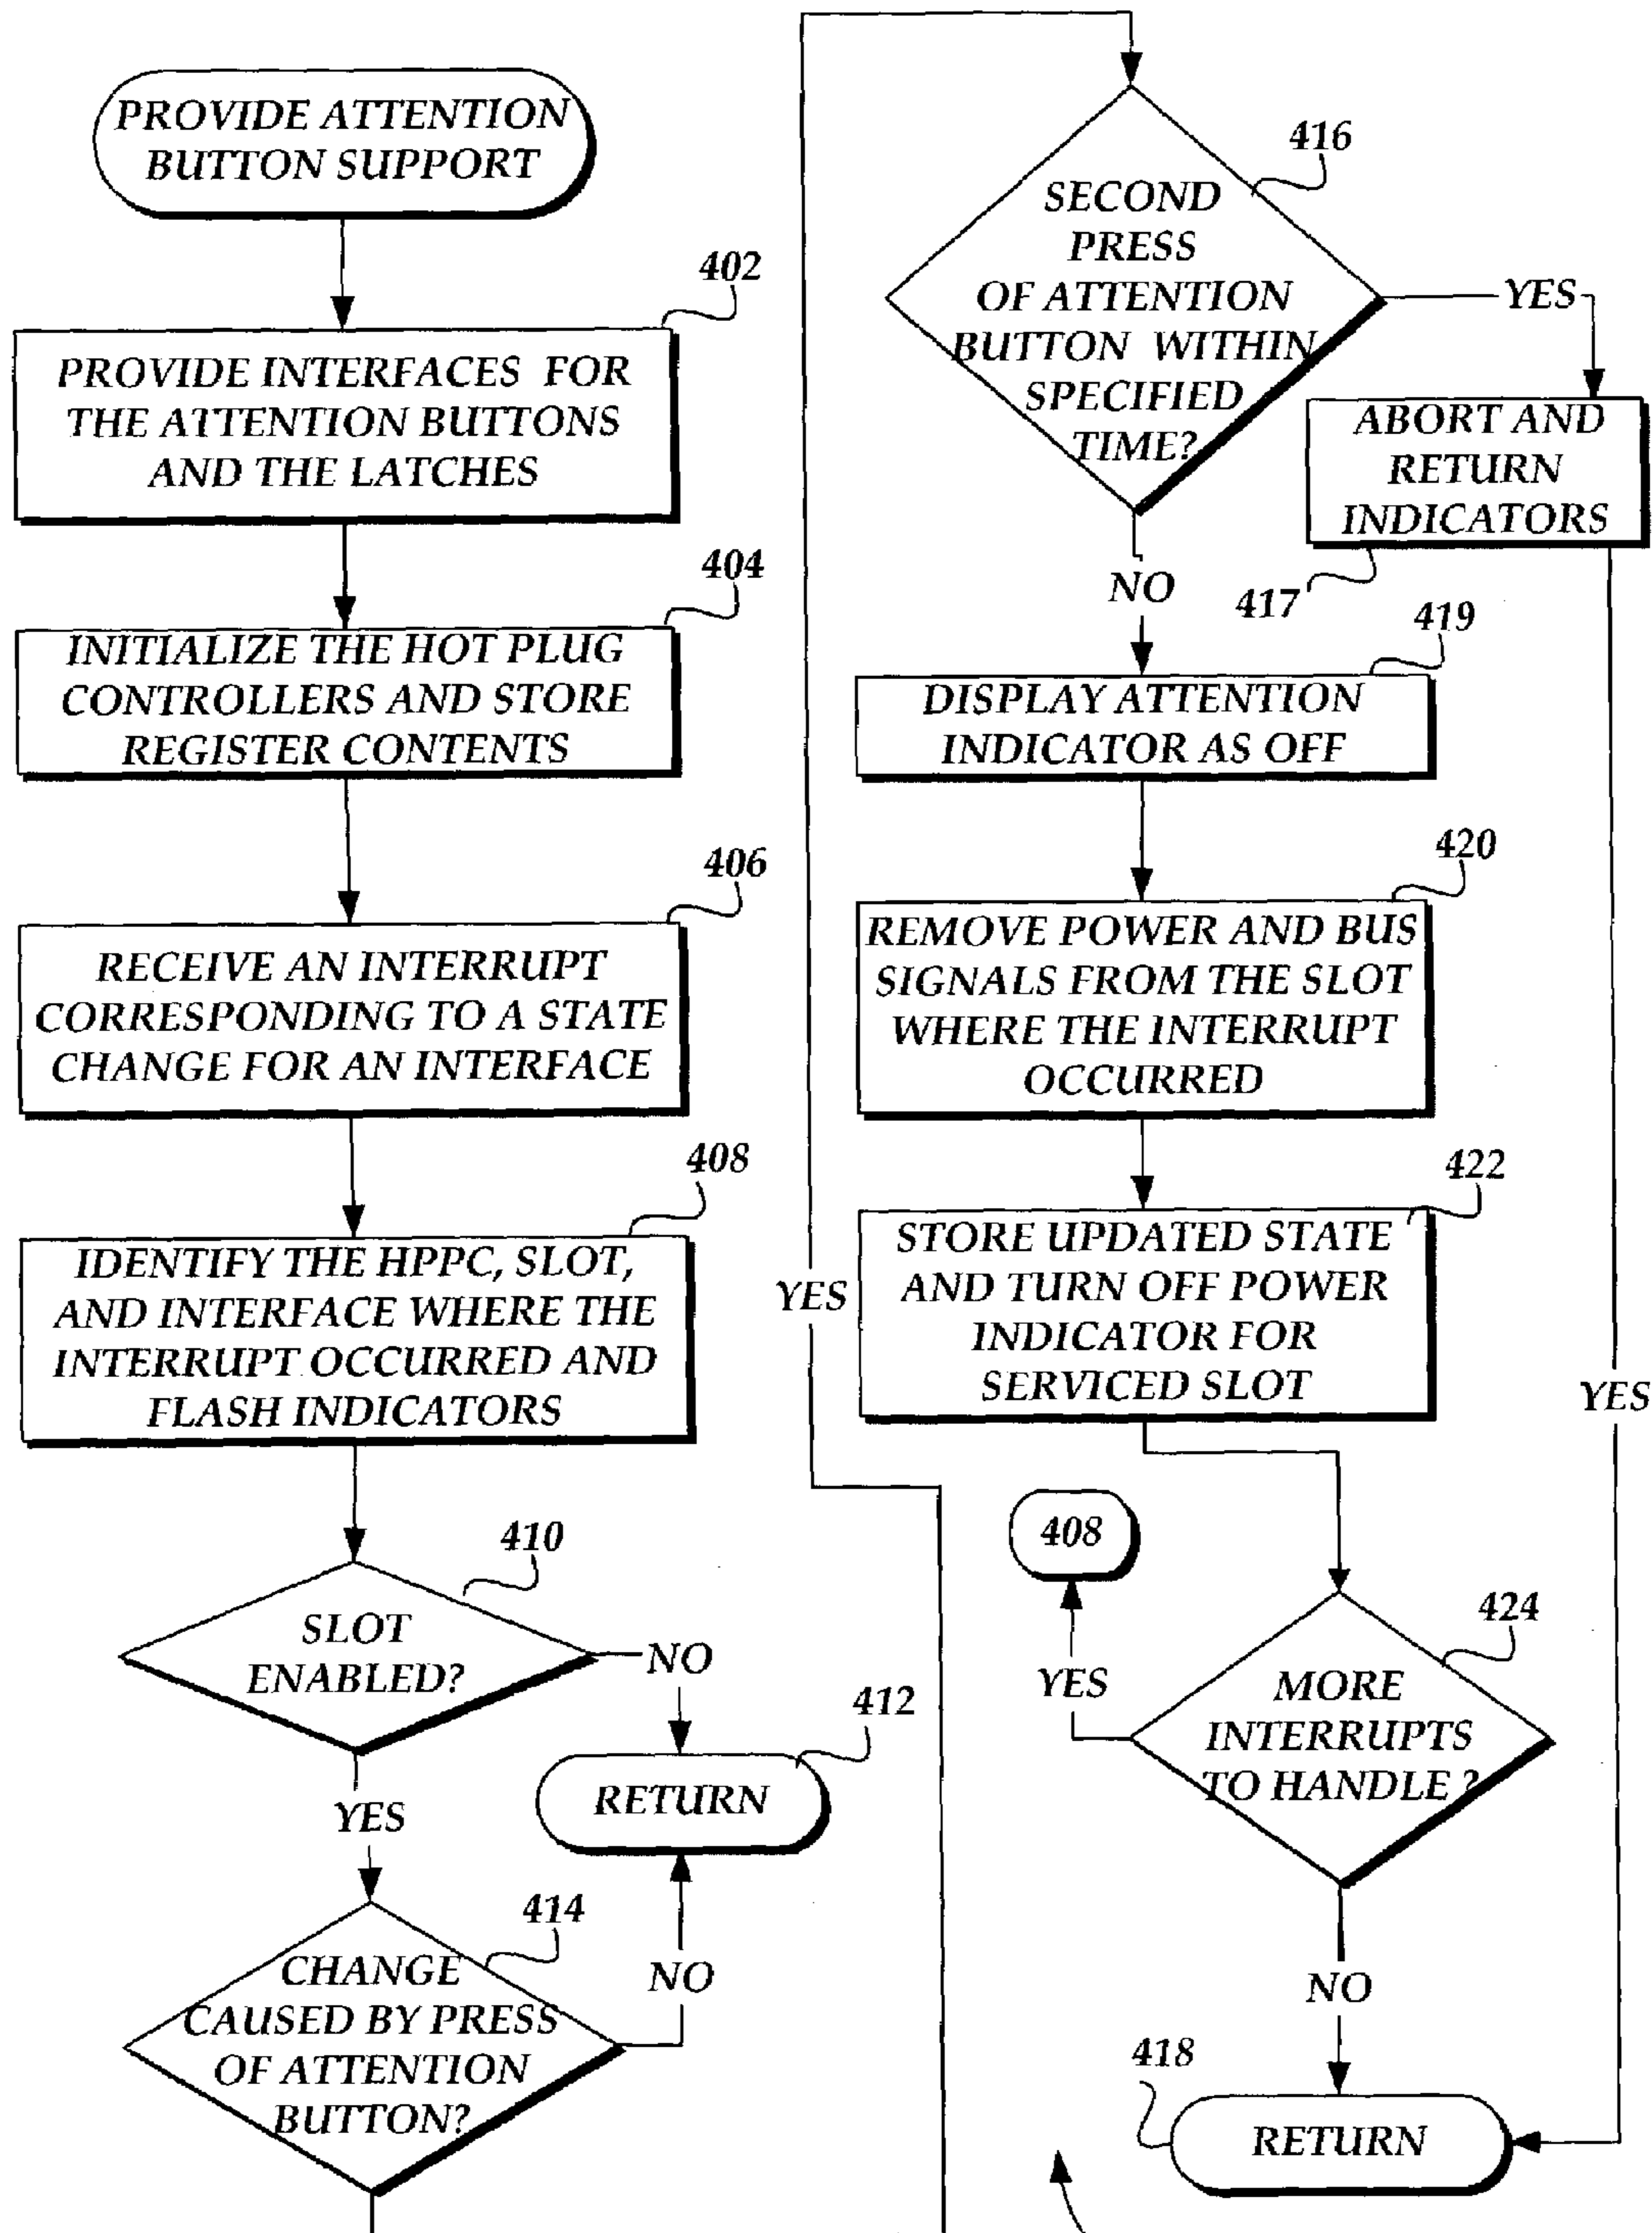 PROVIDE ATTENTION
BUTTON SUPPORT
402
PROVIDE INTERFACES FOR
THE ATTENTION BUTTONS
AND THE LATCHES
404
INITIALIZE THE HOT PLUG
CONTROLLERS AND STORE
REGISTER CONTENTS
406
RECEIVE AN INTERRUPT
CORRESPONDING TO A STATE
CHANGE FOR AN INTERFACE
408
IDENTIFY THE HPPC, SLOT,
AND INTERFACE WHERE THE
INTERRUPT OCCURRED AND
FLASH INDICATORS
410
SLOT
ENABLED?
NO
412
RETURN
YES
414
CHANGE
CAUSED BY PRESS
OF ATTENTION
BUTTON?
NO
YES
416
SECOND
PRESS
OF ATTENTION
BUTTON WITHIN
SPECIFIED
TIME?
YES
ABORT AND
RETURN
INDICATORS
417
NO
419
DISPLAY ATTENTION
INDICATOR AS OFF
420
REMOVE POWER AND BUS
SIGNALS FROM THE SLOT
WHERE THE INTERRUPT
OCCURRED
422
STORE UPDATED STATE
AND TURN OFF POWER
INDICATOR FOR
SERVICED SLOT
YES
408
424
YES
MORE
INTERRUPTS
TO HANDLE ?
NO
418
RETURN